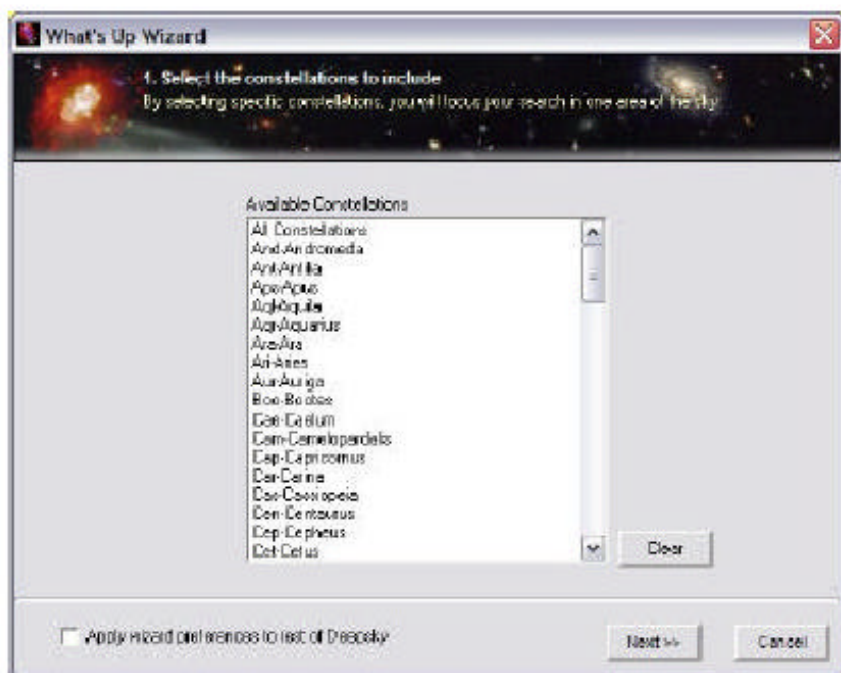 What's Up Wizard
1. Select the constellations to include
By selecting specific constellations, you will focus your search in one area of the sky
Available Constellations
All Constellations
And-Andromeda
Ant-Antlia
Aps-Apus
Aql-Aquila
Aqr-Aquarius
Ara-Ara
Ari-Aries
Aur-Auriga
Boo-Bootes
Cae-Caelum
Cam-Camelopardalis
Cap-Capricornus
Car-Carina
Cas-Cassiopeia
Cen-Centaurus
Cep-Cepheus
Cet-Cetus
Clear
Apply wizard preferences to rest of Deepsky
Next >>
Cancel